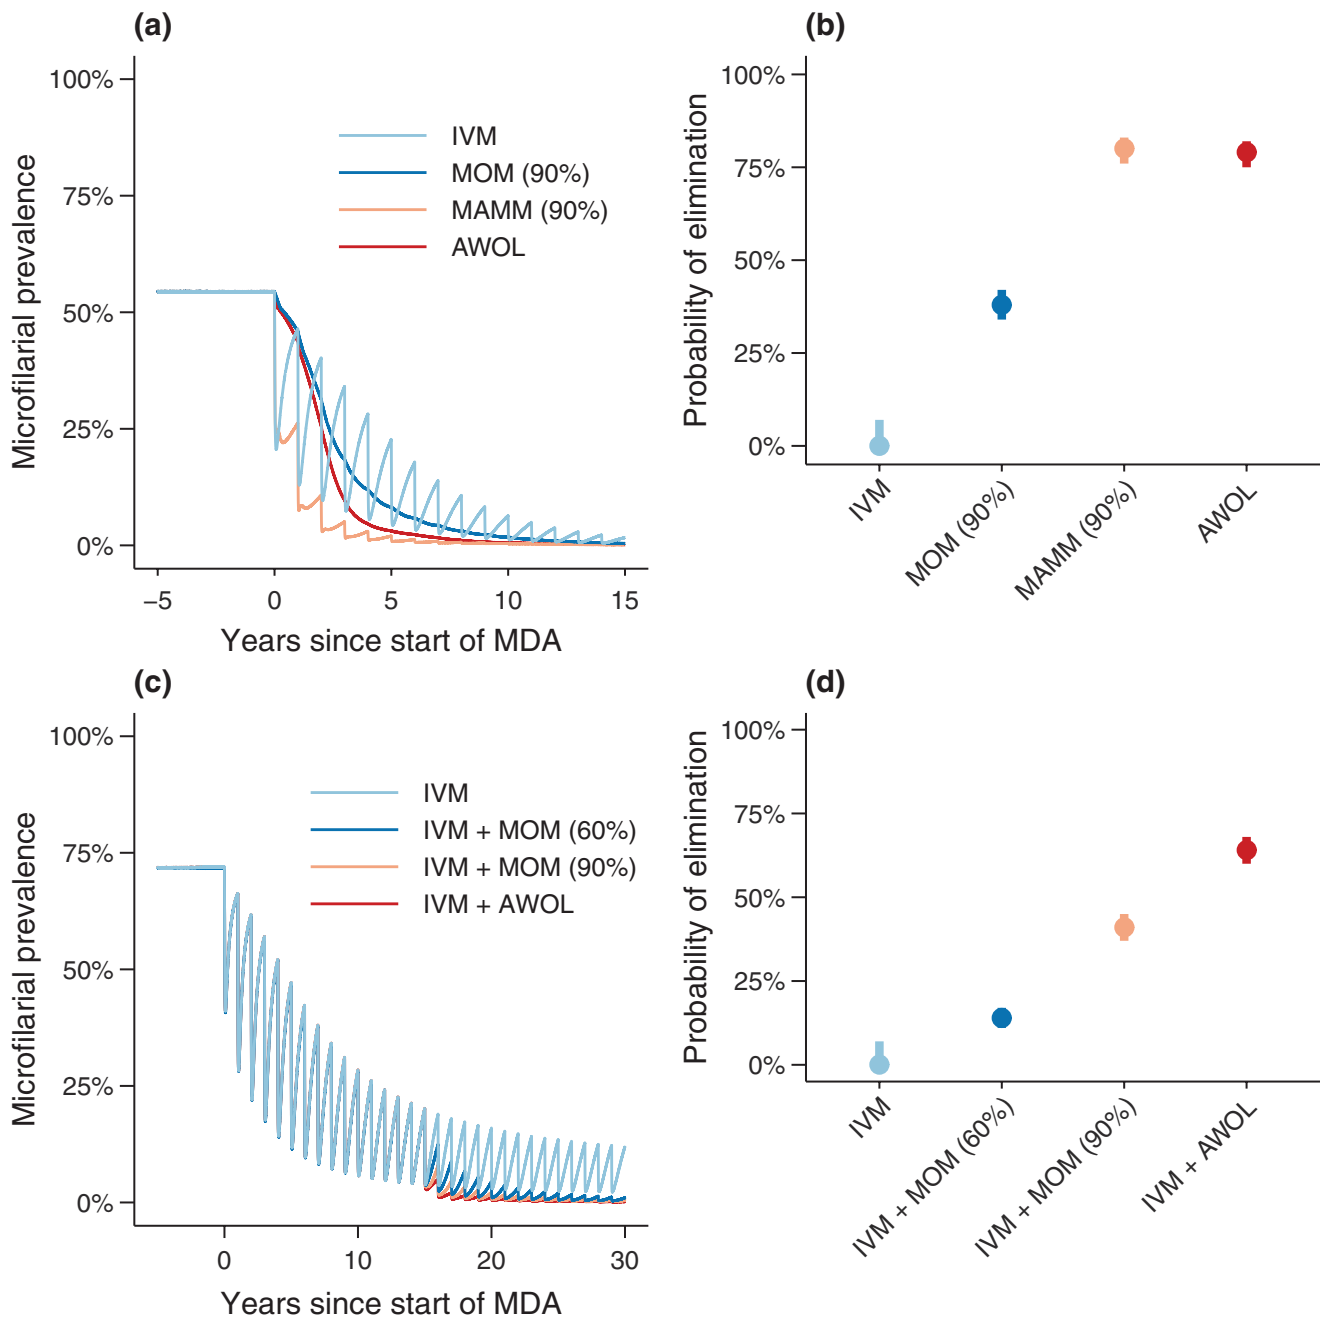 (a)
100%
75%
50%
25%
0%
Microfilarial prevalence
IVM
MOM (90%)
MAMM (90%)
AWOL
−5
0
5
10
15
Years since start of MDA
(b)
100%
75%
50%
25%
0%
Probability of elimination
IVM
MOM (90%)
MAMM (90%)
AWOL
(c)
100%
75%
50%
25%
0%
Microfilarial prevalence
IVM
IVM + MOM (60%)
IVM + MOM (90%)
IVM + AWOL
0
10
20
30
Years since start of MDA
(d)
100%
75%
50%
25%
0%
Probability of elimination
IVM
IVM + MOM (60%)
IVM + MOM (90%)
IVM + AWOL